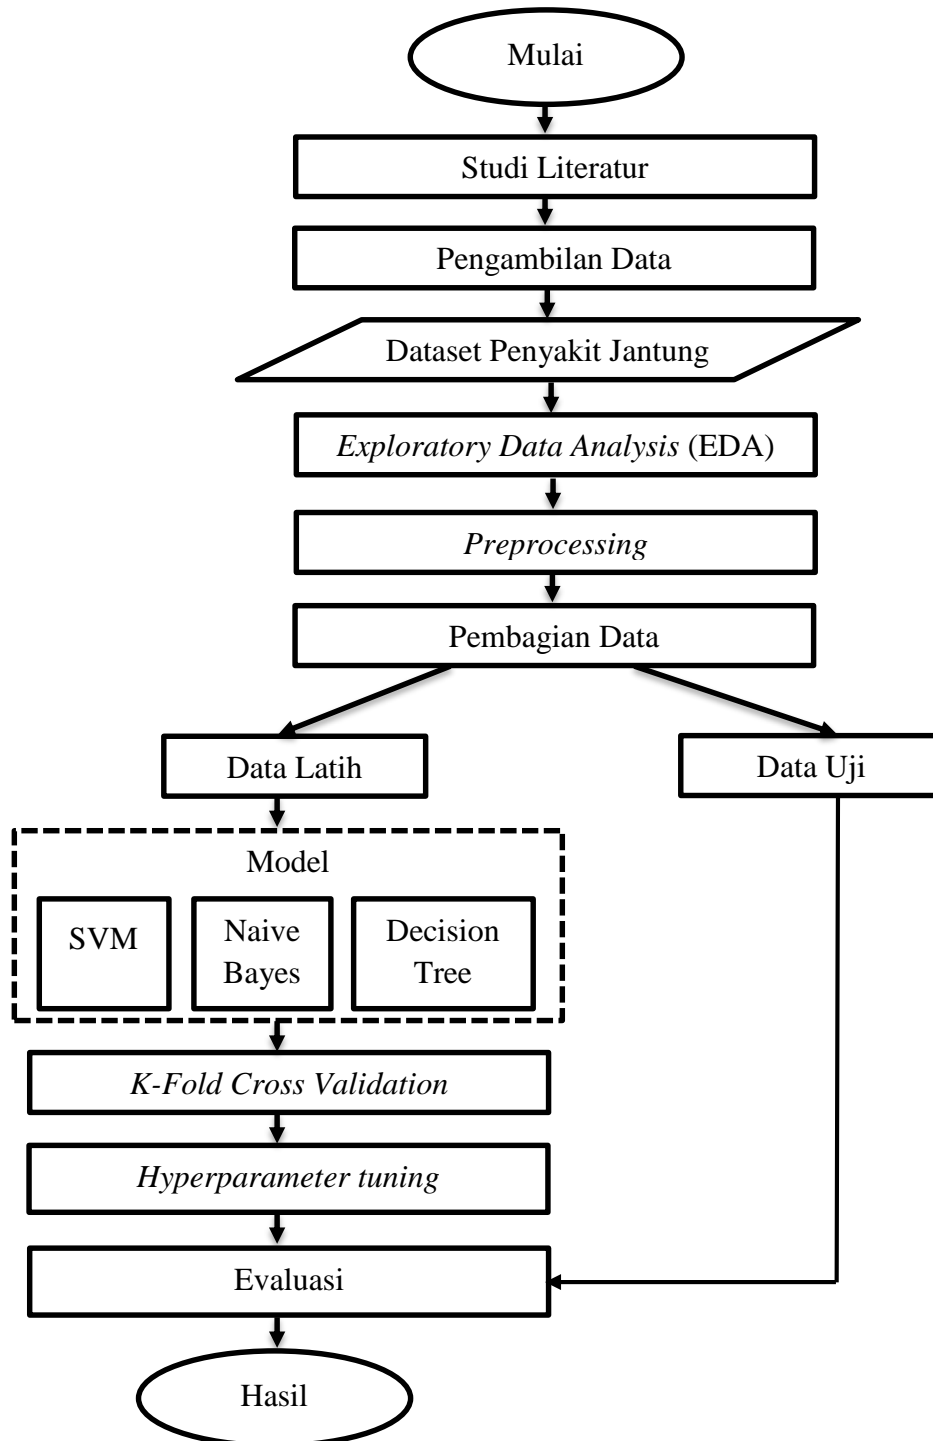 Mulai
Studi Literatur
Pengambilan Data
Dataset Penyakit Jantung
Exploratory Data Analysis (EDA)
Preprocessing
Pembagian Data
Data Latih
Data Uji
Model
SVM
Naive
Bayes
Decision
Tree
K-Fold Cross Validation
Hyperparameter tuning
Evaluasi
Hasil